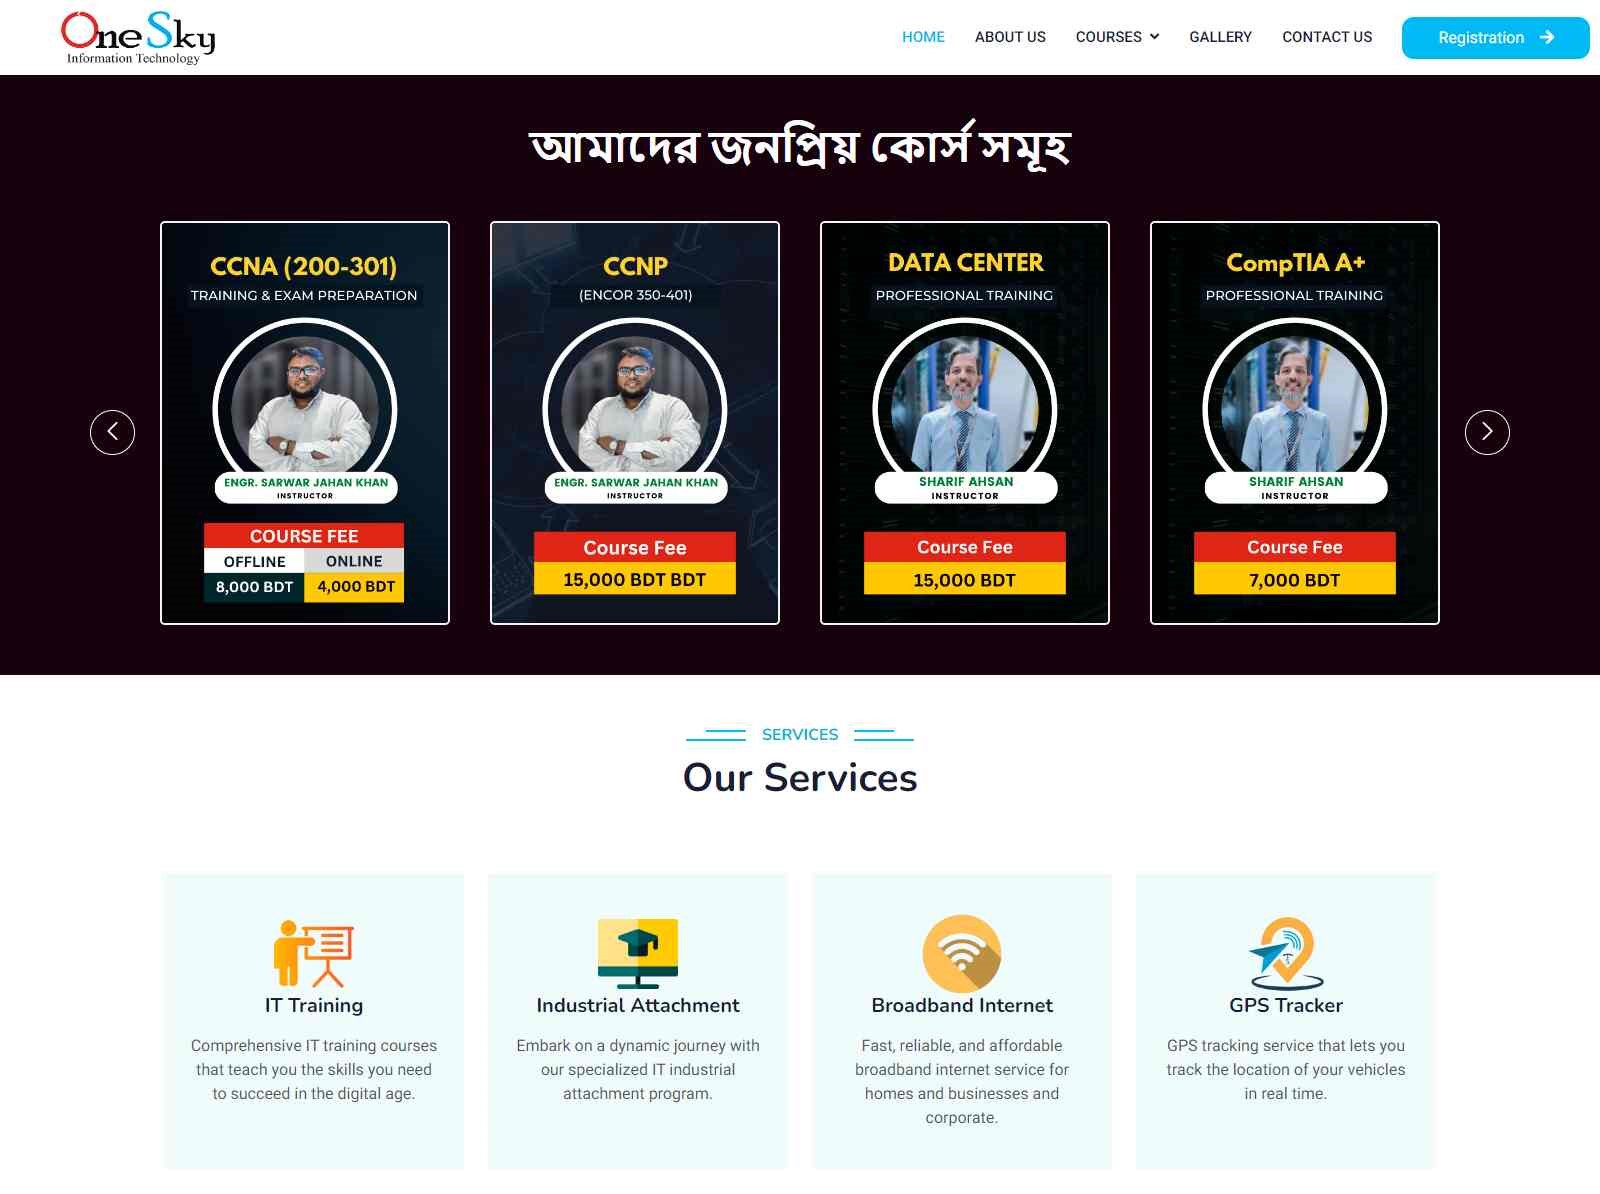 One Sky
Information Technology
HOME
ABOUT US
COURSES
GALLERY
CONTACT US
Registration
আমাদের জনপ্রিয় কোর্স সমূহ
CCNA (200-301)
TRAINING & EXAM PREPARATION
ENGR. SARWAR JAHAN KHAN
INSTRUCTOR
COURSE FEE
OFFLINE ONLINE
8,000 BDT 4,000 BDT
CCNP
(ENCOR 350-401)
ENGR. SARWAR JAHAN KHAN
INSTRUCTOR
Course Fee
15,000 BDT BDT
DATA CENTER
PROFESSIONAL TRAINING
SHARIF AHSAN
INSTRUCTOR
Course Fee
15,000 BDT
CompTIA A+
PROFESSIONAL TRAINING
SHARIF AHSAN
INSTRUCTOR
Course Fee
7,000 BDT
SERVICES
Our Services
IT Training
Comprehensive IT training courses
that teach you the skills you need
to succeed in the digital age.
Industrial Attachment
Embark on a dynamic journey with
our specialized IT industrial
attachment program.
Broadband Internet
Fast, reliable, and affordable
broadband internet service for
homes and businesses and
corporate.
GPS Tracker
GPS tracking service that lets you
track the location of your vehicles
in real time.